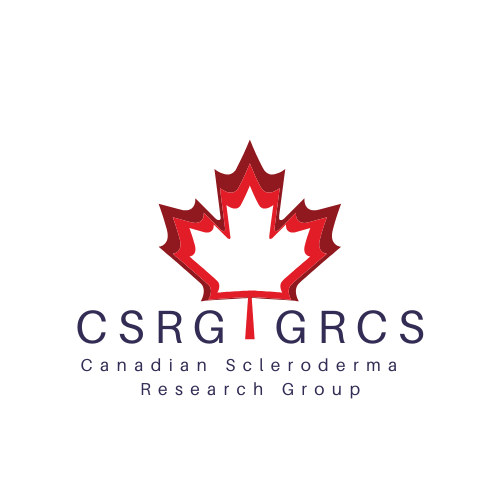 CSRG GRCS
Canadian Scleroderma
Research Group